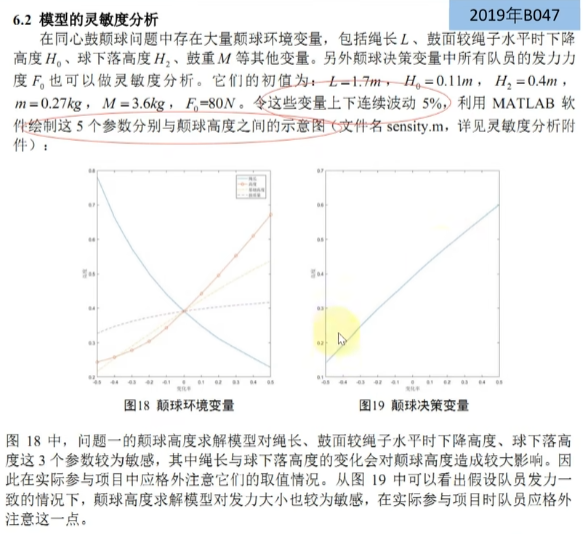 2019年B047
6.2 模型的灵敏度分析
在同心鼓颠球问题中存在大量颠球环境变量，包括绳长 L、鼓面较绳子水平时下降
高度 H₀、球下落高度 H₂、鼓重 M 等其他变量。另外颠球决策变量中所有队员的发力力
度 F₀ 也可以做灵敏度分析。它们的初值为：L=1.7m，H₀=0.11m，H₂=0.4m，
m=0.27kg，M=3.6kg，F₀=80N。令这些变量上下连续波动 5%，利用 MATLAB 软
件绘制这 5 个参数分别与颠球高度之间的示意图（文件名 sensity.m，详见灵敏度分析附
件）：
图18 颠球环境变量
图19 颠球决策变量
图 18 中，问题一的颠球高度求解模型对绳长、鼓面较绳子水平时下降高度、球下落高
度这 3 个参数较为敏感，其中绳长与球下落高度的变化会对颠球高度造成较大影响。因
此在实际参与项目中应格外注意它们的取值情况。从图 19 中可以看出假设队员发力一
致的情况下，颠球高度求解模型对发力大小也较为敏感，在实际参与项目时队员应格外
注意这一点。